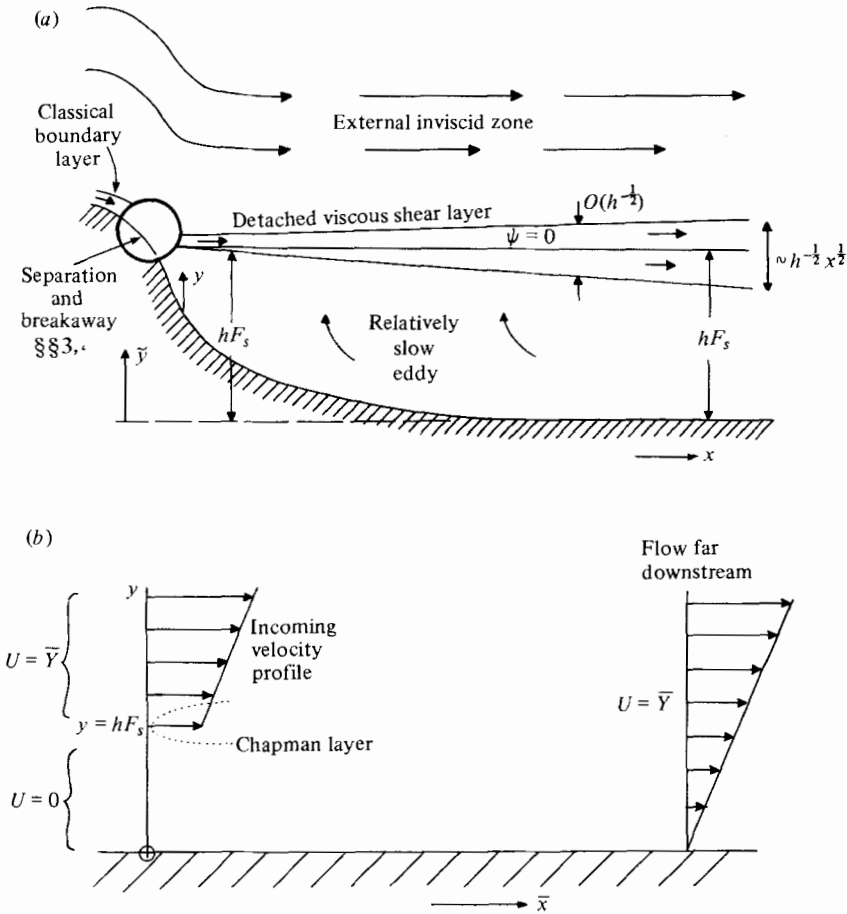 (a)
Classical
boundary
layer
External inviscid zone
O(h^{-1/2})
Detached viscous shear layer
ψ = 0
~ h^{-1/2} x^{1/2}
Separation
and
breakaway
§§3,
y
ỹ
hF_s
Relatively
slow
eddy
hF_s
x
(b)
Flow far
downstream
y
U = Ȳ
Incoming
velocity
profile
U = Ȳ
y = hF_s
Chapman layer
U = 0
x̄